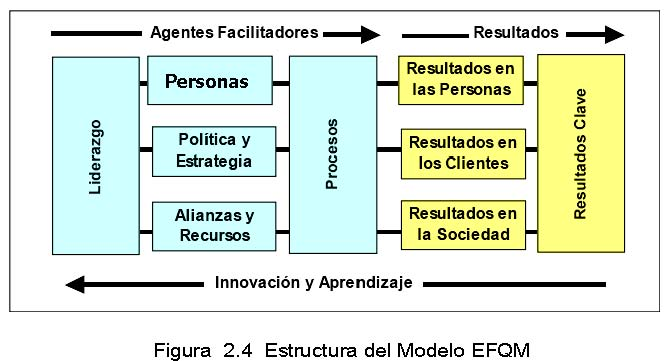 Agentes Facilitadores
Resultados
Liderazgo
Personas
Política y
Estrategia
Alianzas y
Recursos
Procesos
Resultados en
las Personas
Resultados en
los Clientes
Resultados en
la Sociedad
Resultados Clave
Innovación y Aprendizaje
Figura 2.4 Estructura del Modelo EFQM